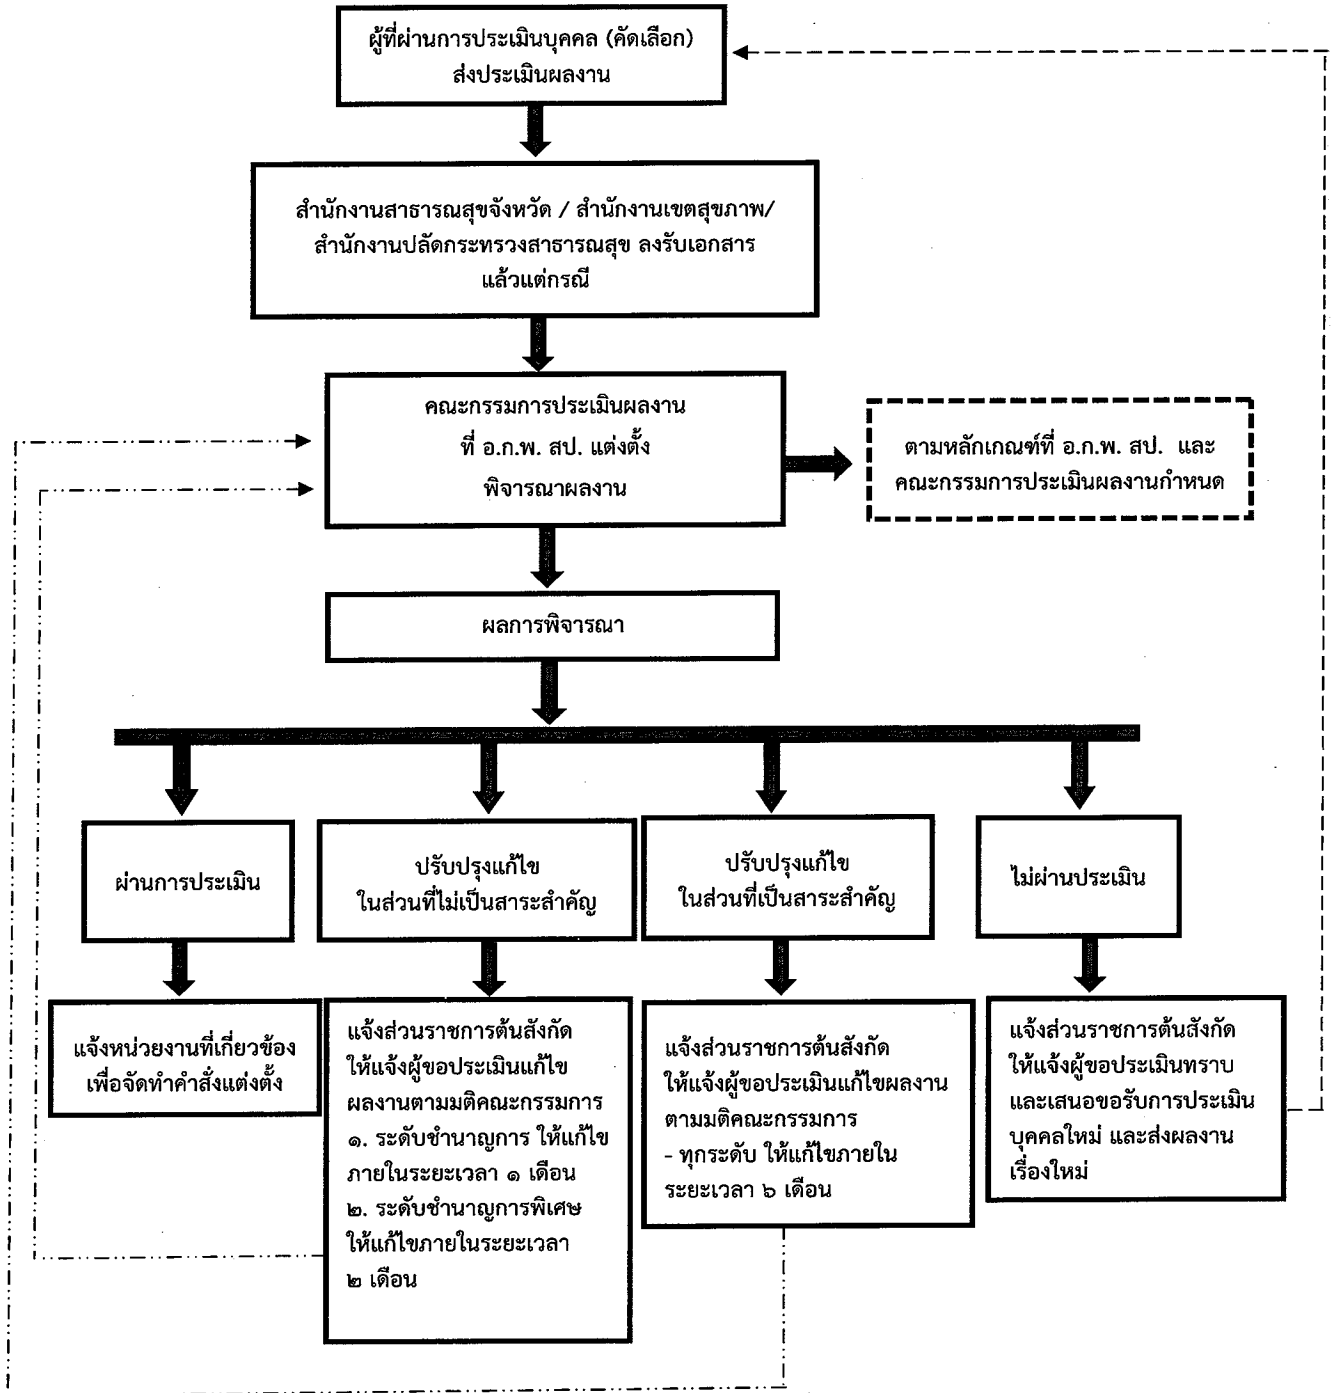 ผู้ที่ผ่านการประเมินบุคคล (คัดเลือก)
ส่งประเมินผลงาน
สำนักงานสาธารณสุขจังหวัด / สำนักงานเขตสุขภาพ/
สำนักงานปลัดกระทรวงสาธารณสุข ลงรับเอกสาร
แล้วแต่กรณี
คณะกรรมการประเมินผลงาน
ที่ อ.ก.พ. สป. แต่งตั้ง
พิจารณาผลงาน
ตามหลักเกณฑ์ที่ อ.ก.พ. สป. และ
คณะกรรมการประเมินผลงานกำหนด
ผลการพิจารณา
ผ่านการประเมิน
ปรับปรุงแก้ไข
ในส่วนที่ไม่เป็นสาระสำคัญ
ปรับปรุงแก้ไข
ในส่วนที่เป็นสาระสำคัญ
ไม่ผ่านประเมิน
แจ้งหน่วยงานที่เกี่ยวข้อง
เพื่อจัดทำคำสั่งแต่งตั้ง
แจ้งส่วนราชการต้นสังกัด
ให้แจ้งผู้ขอประเมินแก้ไข
ผลงานตามมติคณะกรรมการ
๑. ระดับชำนาญการ ให้แก้ไข
ภายในระยะเวลา ๑ เดือน
๒. ระดับชำนาญการพิเศษ
ให้แก้ไขภายในระยะเวลา
๒ เดือน
แจ้งส่วนราชการต้นสังกัด
ให้แจ้งผู้ขอประเมินแก้ไขผลงาน
ตามมติคณะกรรมการ
- ทุกระดับ ให้แก้ไขภายใน
ระยะเวลา ๖ เดือน
แจ้งส่วนราชการต้นสังกัด
ให้แจ้งผู้ขอประเมินทราบ
และเสนอขอรับการประเมิน
บุคคลใหม่ และส่งผลงาน
เรื่องใหม่